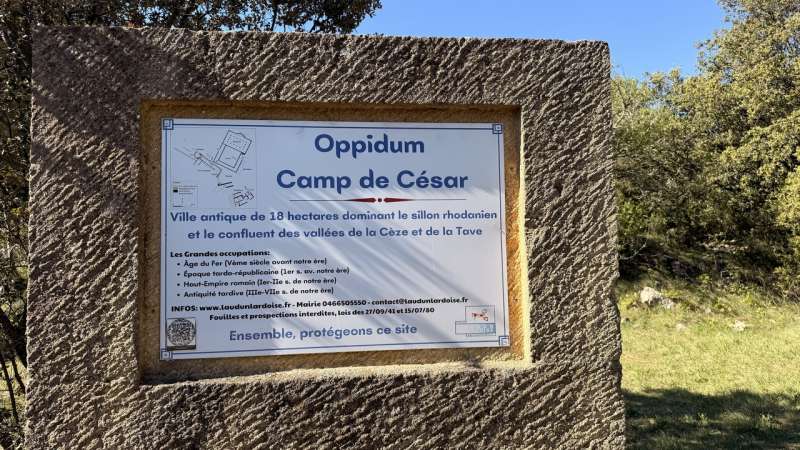 Oppidum
Camp de César
Ville antique de 18 hectares dominant le sillon rhodanien
et le confluent des vallées de la Cèze et de la Tave
Les Grandes occupations:
• Âge du Fer (Vème siècle avant notre ère)
• Époque tardo-républicaine (1er s. av. notre ère)
• Haut-Empire romain (Ier-IIe s. de notre ère)
• Antiquité tardive (IIIe-VIIe s. de notre ère)
INFOS: www.laudunlardoise.fr - Mairie 0466505550 - contact@laudunlardoise.fr
Fouilles et prospections interdites, lois des 27/09/41 et 15/07/80
Ensemble, protégeons ce site